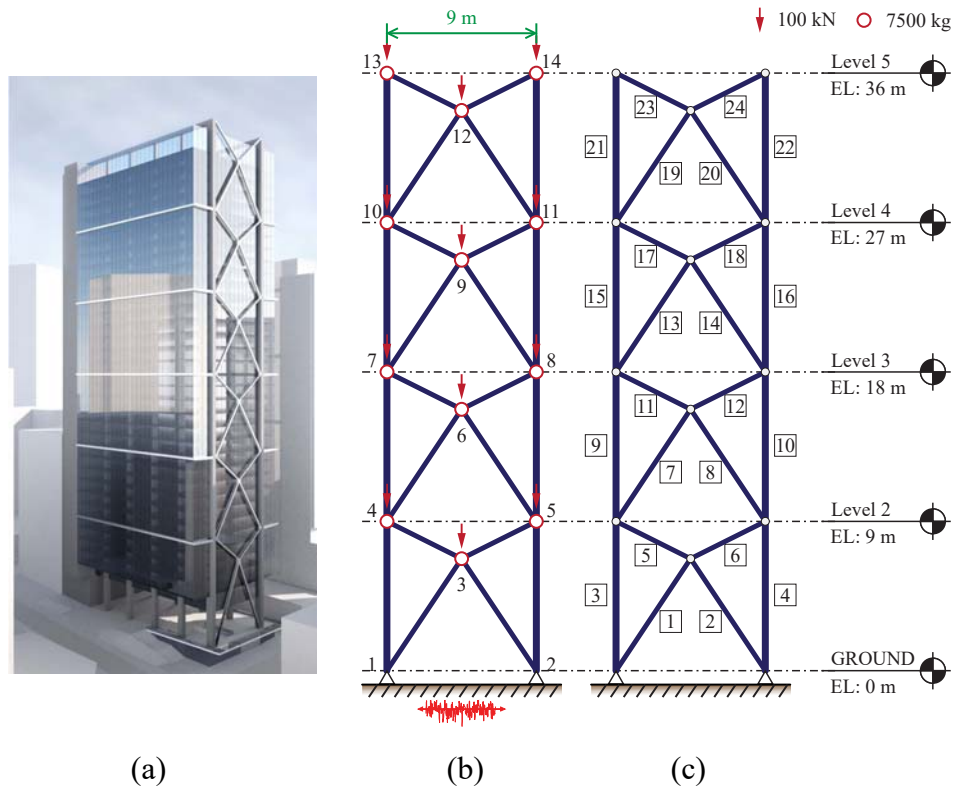 9 m
100 kN
7500 kg
13
14
Level 5
EL: 36 m
12
23
24
21
22
19
20
10
11
Level 4
EL: 27 m
9
17
18
15
16
13
14
7
8
Level 3
EL: 18 m
6
11
12
9
10
7
8
4
5
Level 2
EL: 9 m
3
5
6
3
4
1
2
1
2
GROUND
EL: 0 m
(a)
(b)
(c)